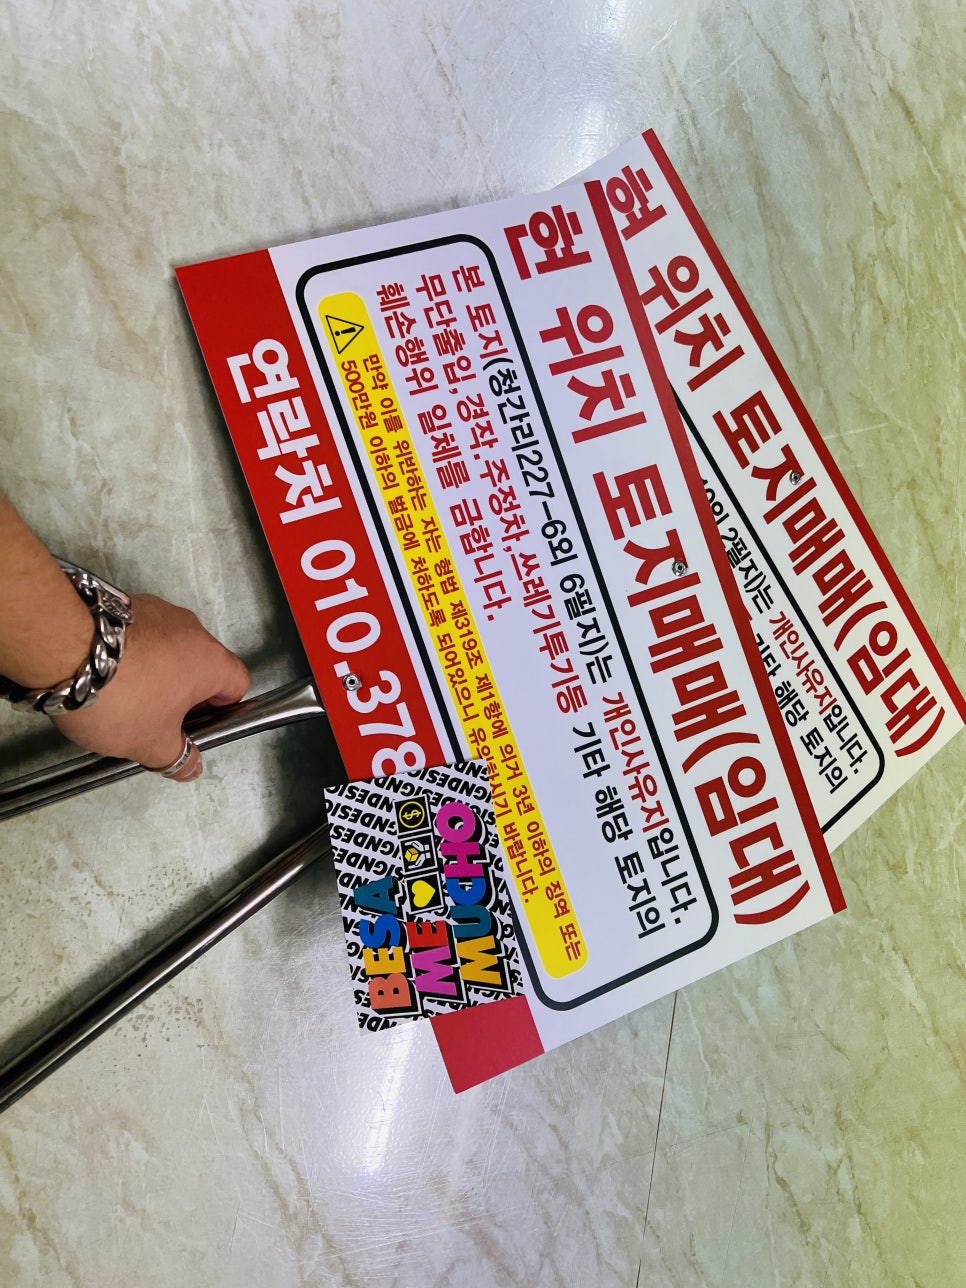 현 위치 토지매매(임대)
본 토지(청간리227-6외 6필지)는 개인사유지입니다.
무단출입,경작.주정차,쓰레기투기등 기타 해당 토지의
훼손행위 일체를 금합니다.
만약 이를 위반하는 자는 형법 제319조 제1항에 의거 3년 이하의 징역 또는
500만원 이하의 벌금에 처하도록 되어있으니 유의하시기 바랍니다.
연락처 010-378
현 위치 토지매매(임대)
2필지)는 개인사유지입니다.
기타 해당 토지의
BESA
ME
MUCHO